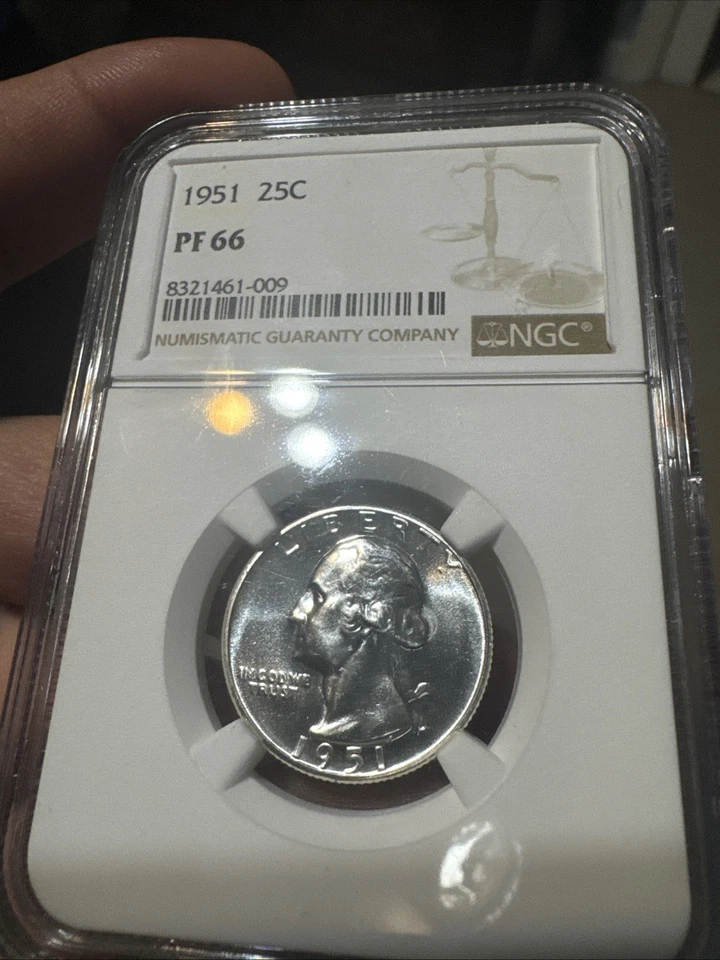 1951 25C
PF 66
8321461-009
NUMISMATIC GUARANTY COMPANY
NGC®
LIBERTY
IN GOD WE
TRUST
1951